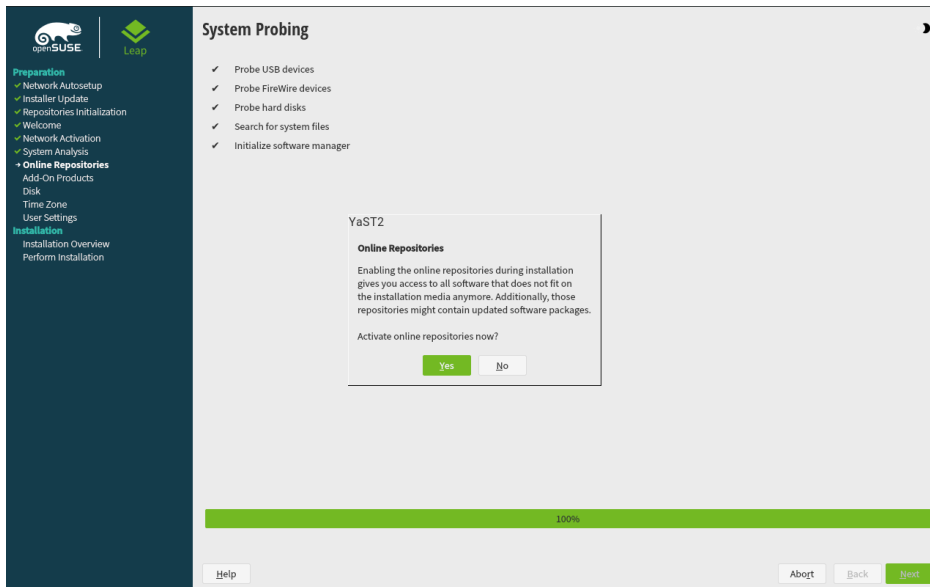 openSUSE
Leap
Preparation
Network Autosetup
Installer Update
Repositories Initialization
Welcome
Network Activation
System Analysis
Online Repositories
Add-On Products
Disk
Time Zone
User Settings
Installation
Installation Overview
Perform Installation
System Probing
Probe USB devices
Probe FireWire devices
Probe hard disks
Search for system files
Initialize software manager
YaST2
Online Repositories
Enabling the online repositories during installation
gives you access to all software that does not fit on
the installation media anymore. Additionally, those
repositories might contain updated software packages.
Activate online repositories now?
Yes No
100%
Help Abort Back Next